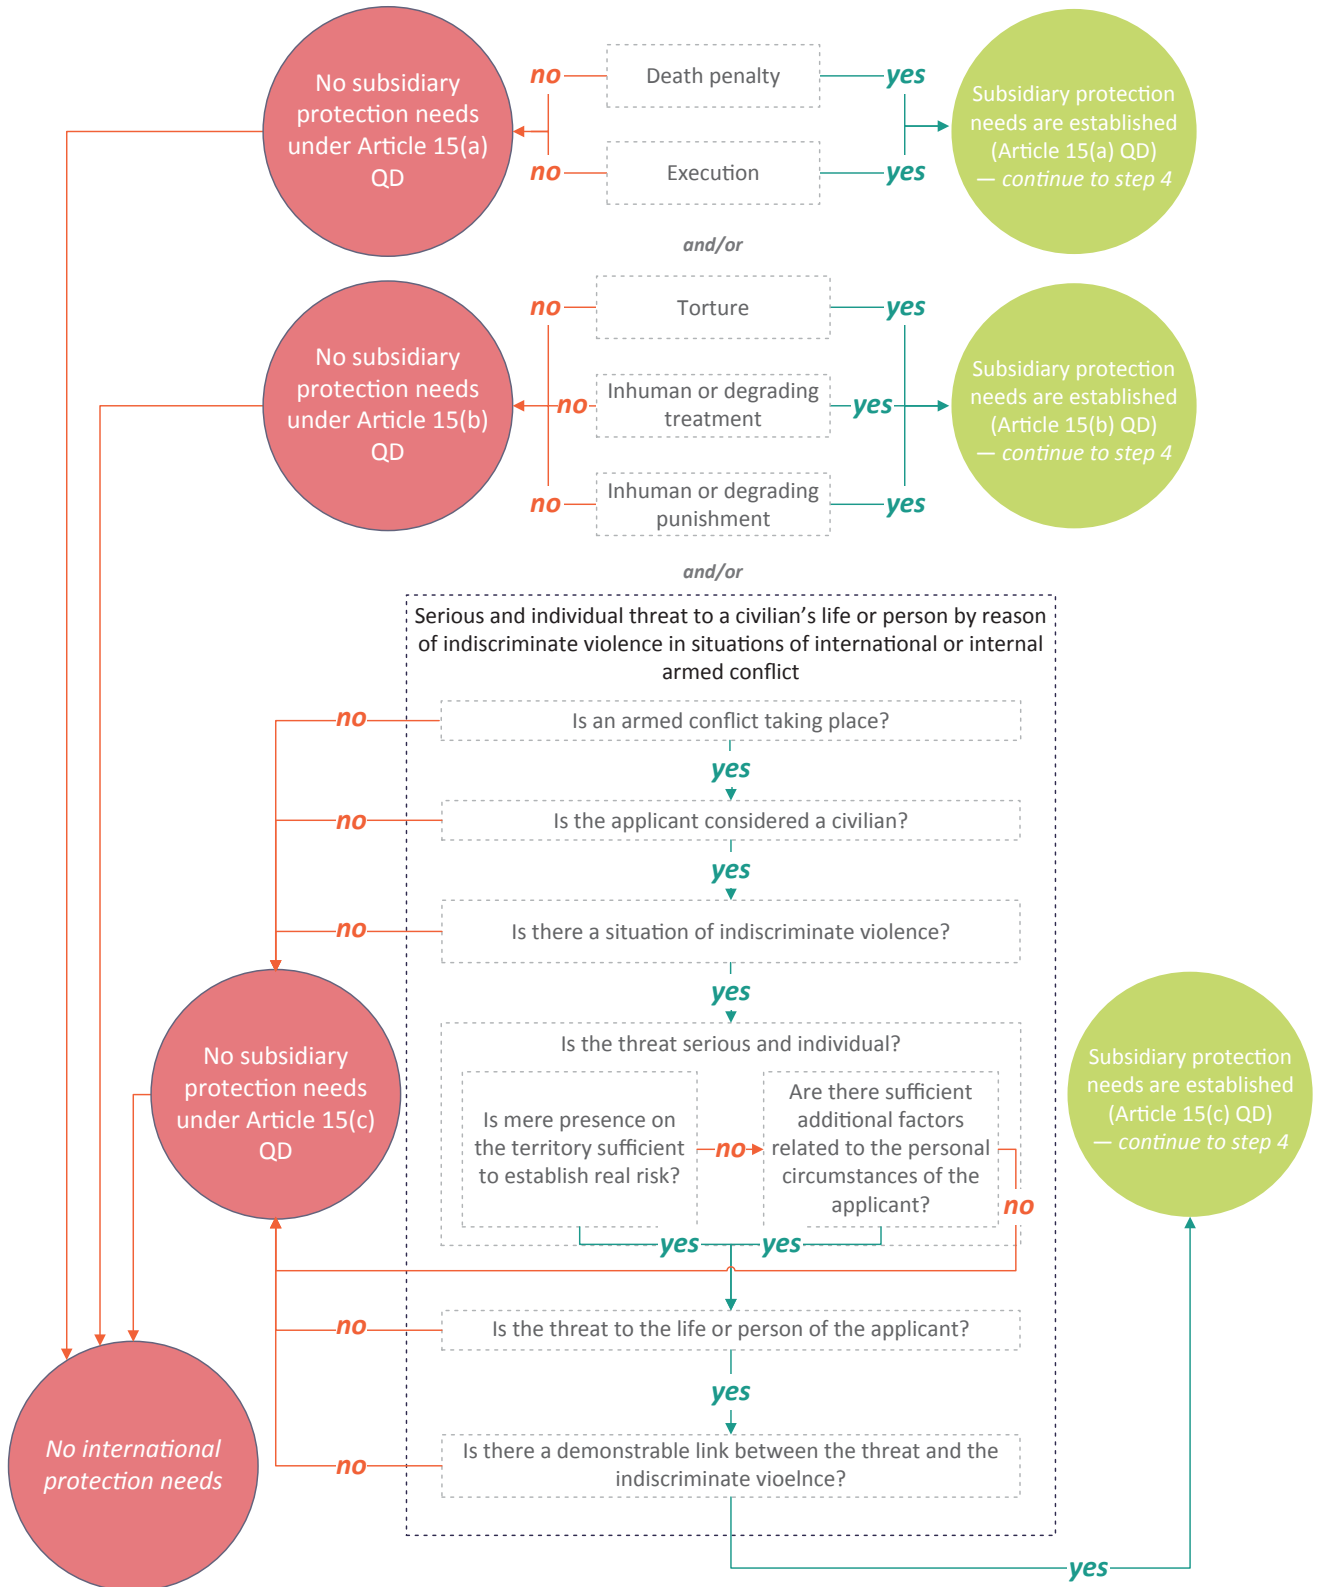 No subsidiary
protection needs
under Article 15(a)
QD
no
Death penalty
yes
no
Execution
yes
Subsidiary protection
needs are established
(Article 15(a) QD)
— continue to step 4
and/or
No subsidiary
protection needs
under Article 15(b)
QD
no
Torture
yes
no
Inhuman or degrading
treatment
yes
no
Inhuman or degrading
punishment
yes
Subsidiary protection
needs are established
(Article 15(b) QD)
— continue to step 4
and/or
Serious and individual threat to a civilian’s life or person by reason
of indiscriminate violence in situations of international or internal
armed conflict
no
Is an armed conflict taking place?
yes
no
Is the applicant considered a civilian?
yes
no
Is there a situation of indiscriminate violence?
yes
No subsidiary
protection needs
under Article 15(c)
QD
Is the threat serious and individual?
Is mere presence on
the territory sufficient
to establish real risk?
no
Are there sufficient
additional factors
related to the personal
circumstances of the
applicant?
no
yes
yes
Subsidiary protection
needs are established
(Article 15(c) QD)
— continue to step 4
no
Is the threat to the life or person of the applicant?
yes
no
Is there a demonstrable link between the threat and the
indiscriminate vioelnce?
yes
No international
protection needs